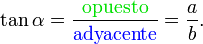 tan α = opuesto / adyacente = a / b.